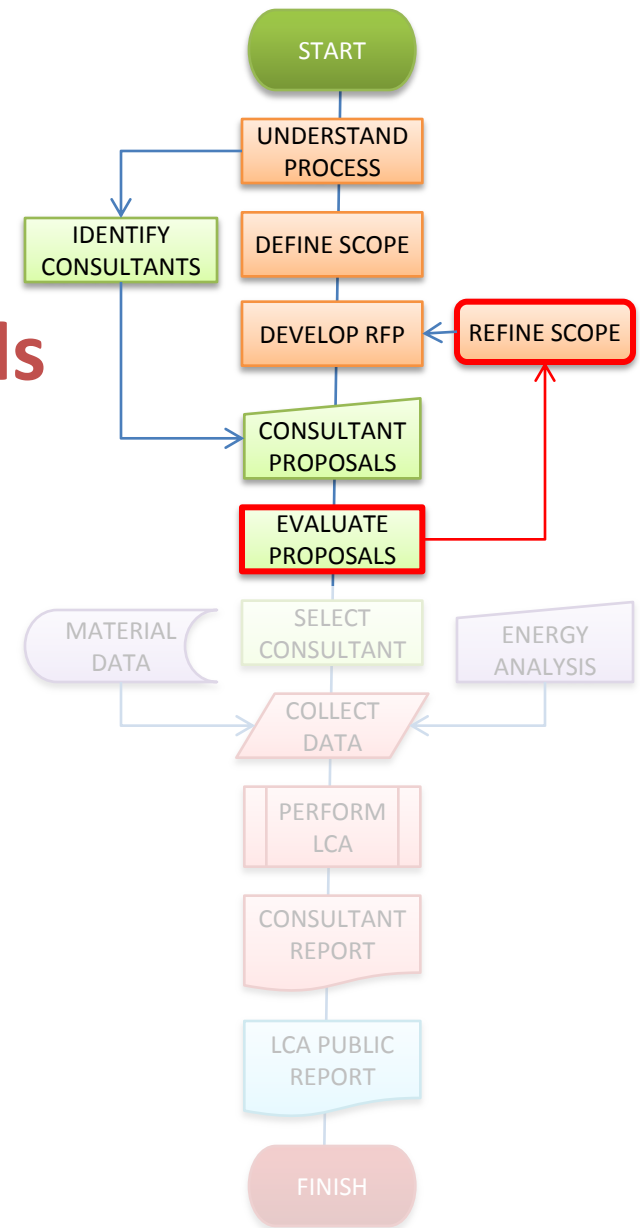 START
UNDERSTAND
PROCESS
IDENTIFY
CONSULTANTS
DEFINE SCOPE
DEVELOP RFP
REFINE SCOPE
ls
CONSULTANT
PROPOSALS
EVALUATE
PROPOSALS
MATERIAL
DATA
SELECT
CONSULTANT
ENERGY
ANALYSIS
COLLECT
DATA
PERFORM
LCA
CONSULTANT
REPORT
LCA PUBLIC
REPORT
FINISH